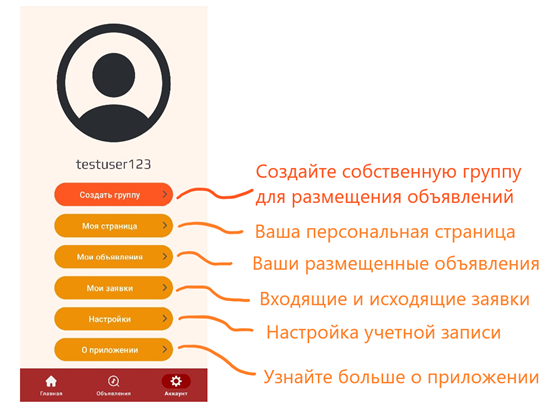 testuser123
Создать группу
Создайте собственную группу
для размещения объявлений
Моя страница
Ваша персональная страница
Мои объявления
Ваши размещенные объявления
Мои заявки
Входящие и исходящие заявки
Настройки
Настройка учетной записи
О приложении
Узнайте больше о приложении
Главная Объявления Аккаунт